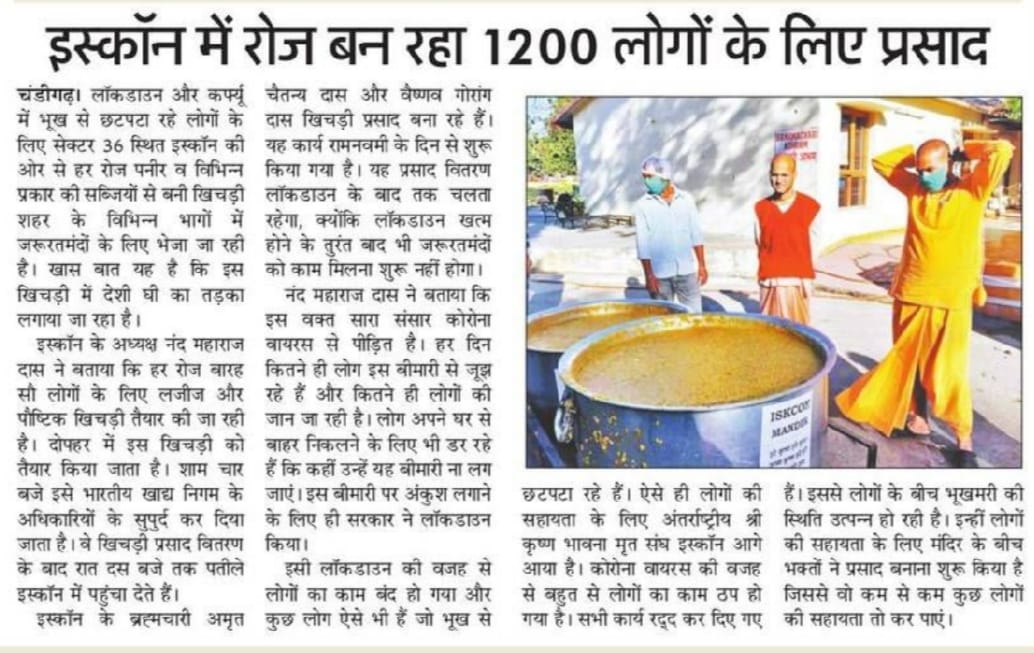 इस्कॉन में रोज बन रहा 1200 लोगों के लिए प्रसाद
चंडीगढ़। लॉकडाउन और कर्फ्यू
में भूख से छटपटा रहे लोगों के
लिए सेक्टर 36 स्थित इस्कॉन की
ओर से हर रोज पनीर व विभिन्न
प्रकार की सब्जियों से बनी खिचड़ी
शहर के विभिन्न भागों में
जरूरतमंदों के लिए भेजा जा रही
है। खास बात यह है कि इस
खिचड़ी में देशी घी का तड़का
लगाया जा रहा है।
इस्कॉन के अध्यक्ष नंद महाराज
दास ने बताया कि हर रोज बारह
सौ लोगों के लिए लजीज और
पौष्टिक खिचड़ी तैयार की जा रही
है। दोपहर में इस खिचड़ी को
तैयार किया जाता है। शाम चार
बजे इसे भारतीय खाद्य निगम के
अधिकारियों के सुपुर्द कर दिया
जाता है। वे खिचड़ी प्रसाद वितरण
के बाद रात दस बजे तक पतीले
इस्कॉन में पहुंचा देते हैं।
इस्कॉन के ब्रह्मचारी अमृत
चैतन्य दास और वैष्णव गोरांग
दास खिचड़ी प्रसाद बना रहे हैं।
यह कार्य रामनवमी के दिन से शुरू
किया गया है। यह प्रसाद वितरण
लॉकडाउन के बाद तक चलता
रहेगा, क्योंकि लॉकडाउन खत्म
होने के तुरंत बाद भी जरूरतमंदों
को काम मिलना शुरू नहीं होगा।
नंद महाराज दास ने बताया कि
इस वक्त सारा संसार कोरोना
वायरस से पीड़ित है। हर दिन
कितने ही लोग इस बीमारी से जूझ
रहे हैं और कितने ही लोगों की
जान जा रही है। लोग अपने घर से
बाहर निकलने के लिए भी डर रहे
हैं कि कहीं उन्हें यह बीमारी ना लग
जाएं। इस बीमारी पर अंकुश लगाने
के लिए ही सरकार ने लॉकडाउन
किया।
इसी लॉकडाउन की वजह से
लोगों का काम बंद हो गया और
कुछ लोग ऐसे भी हैं जो भूख से
ISKCON
MANDIR
छटपटा रहे हैं। ऐसे ही लोगों की
सहायता के लिए अंतर्राष्ट्रीय श्री
कृष्ण भावना मृत संघ इस्कॉन आगे
आया है। कोरोना वायरस की वजह
से बहुत से लोगों का काम ठप हो
गया है। सभी कार्य रद्द कर दिए गए
हैं। इससे लोगों के बीच भूखमरी की
स्थिति उत्पन्न हो रही है। इन्हीं लोगों
की सहायता के लिए मंदिर के बीच
भक्तों ने प्रसाद बनाना शुरू किया है
जिससे वो कम से कम कुछ लोगों
की सहायता तो कर पाएं।